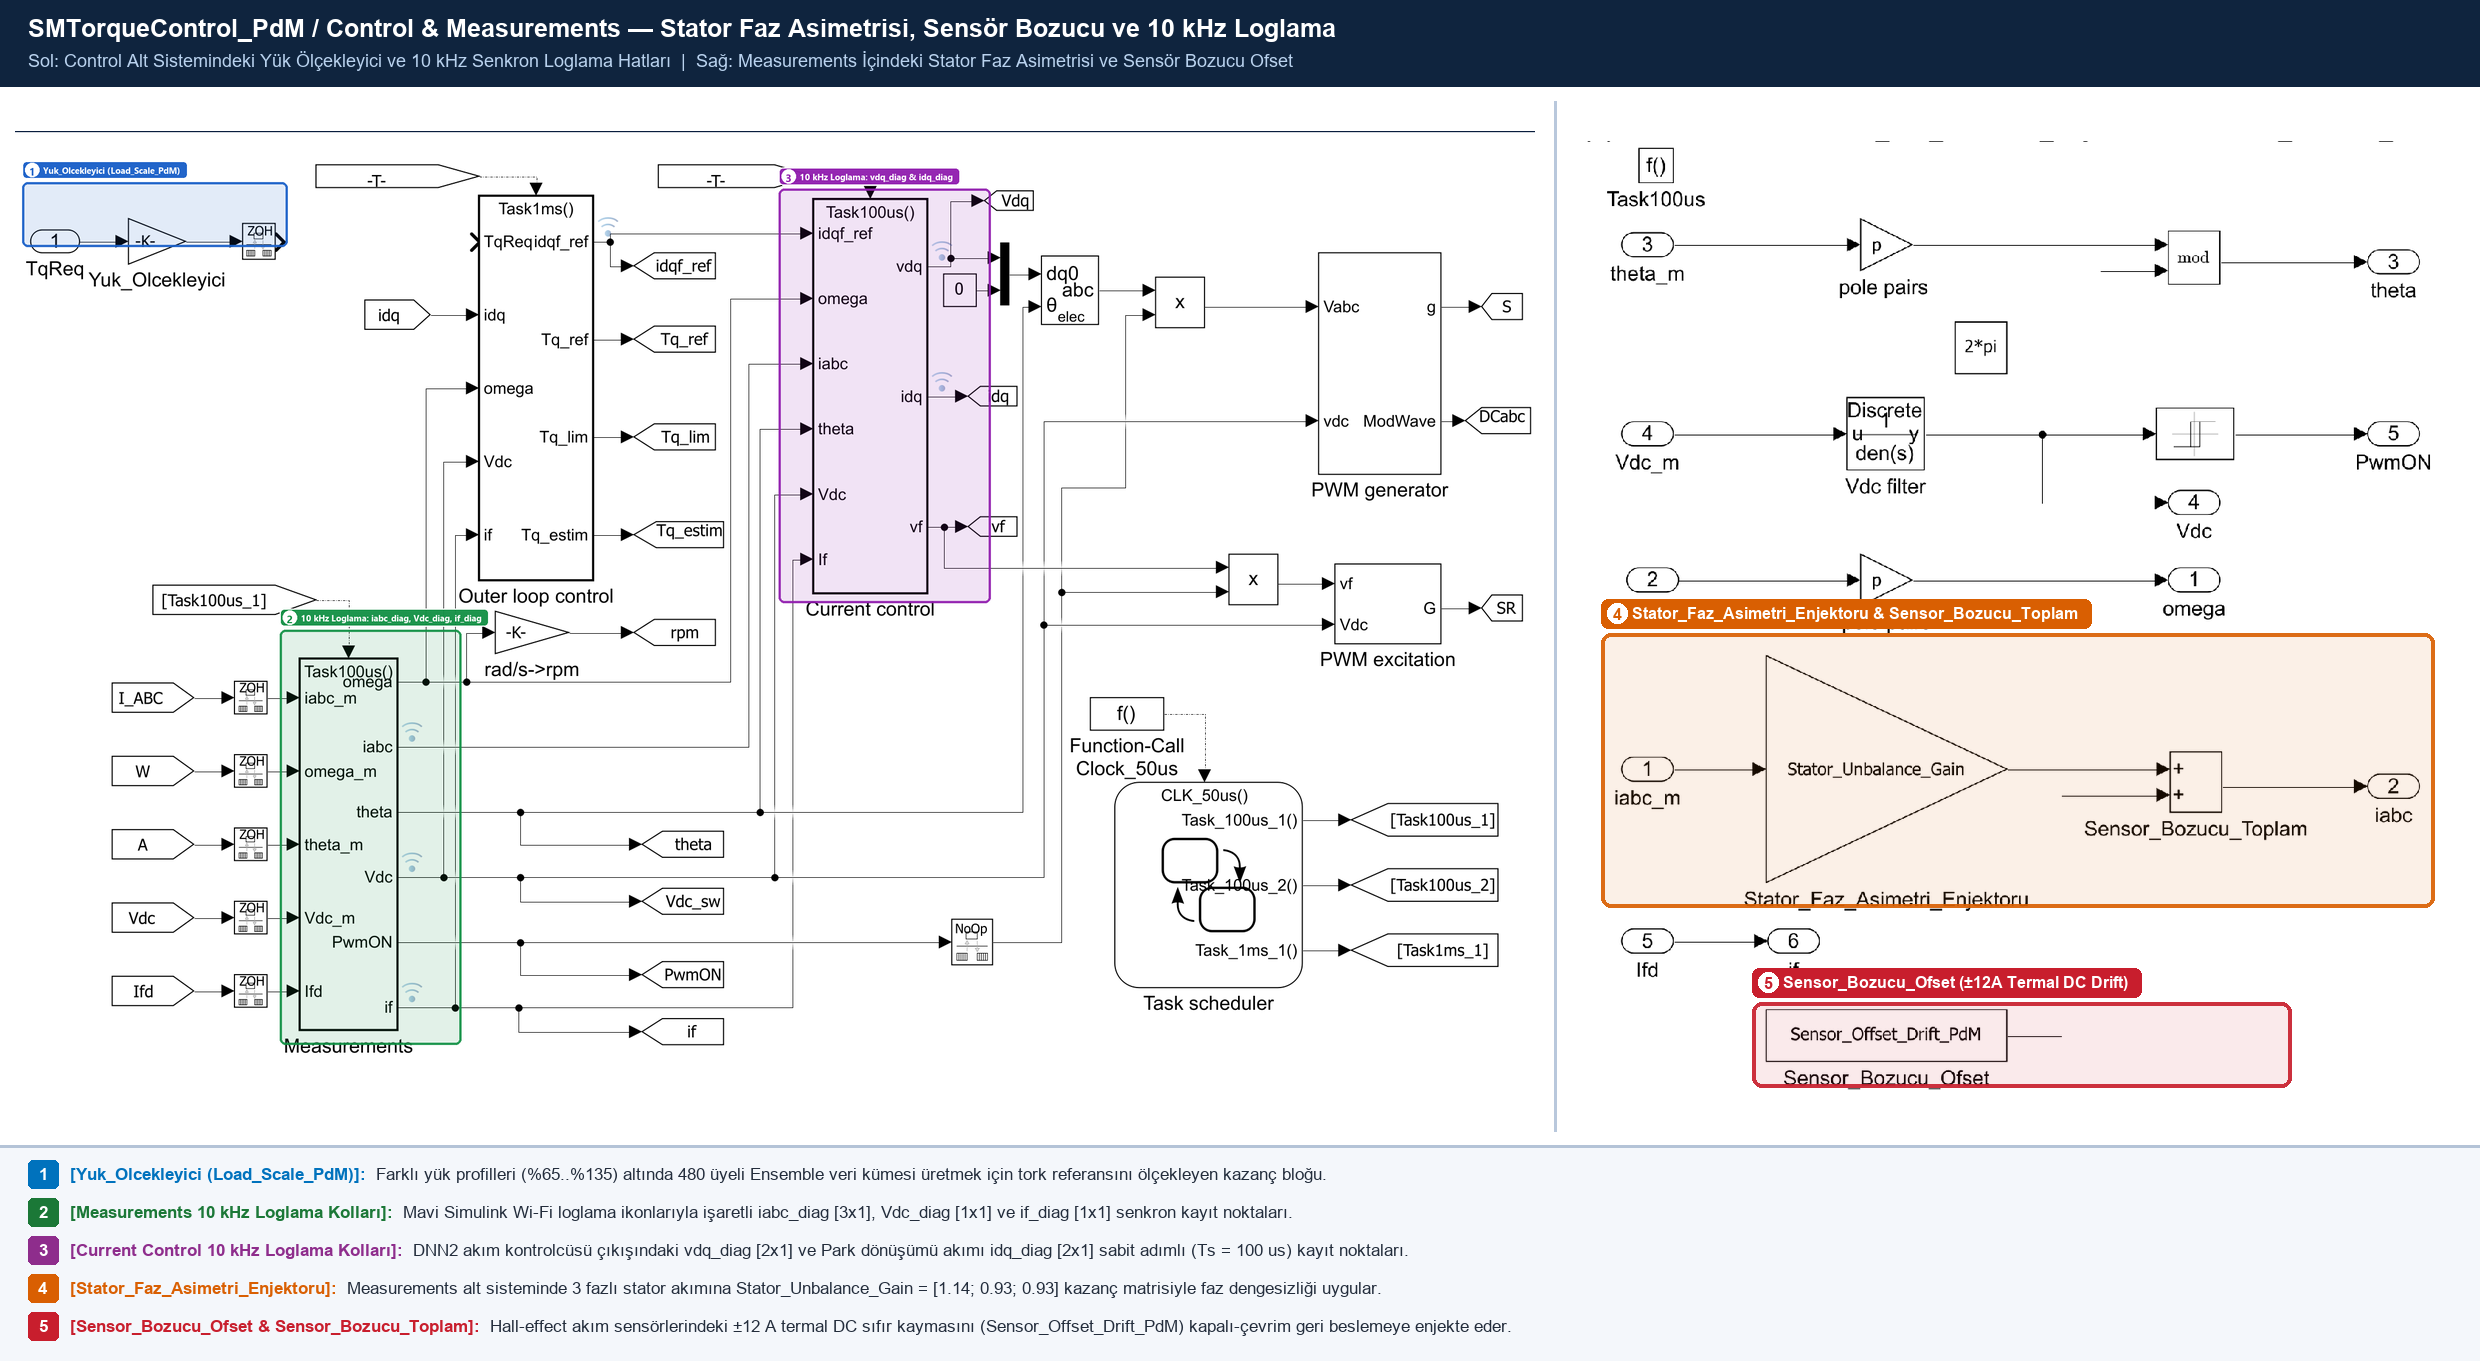 SMTorqueControl_PdM / Control & Measurements — Stator Faz Asimetrisi, Sensör Bozucu ve 10 kHz Loglama
Sol: Control Alt Sistemindeki Yük Ölçekleyici ve 10 kHz Senkron Loglama Hatları | Sağ: Measurements İçindeki Stator Faz Asimetrisi ve Sensör Bozucu Ofset
1 Yuk_Olcekleyici (Load_Scale_PdM)
1
-K-
ZOH
TqReq
Yuk_Olcekleyici
-T-
Task1ms()
TqReq
idqf_ref
idq
omega
Tq_ref
Vdc
Tq_lim
if
Tq_estim
Outer loop control
idq
idqf_ref
Tq_ref
Tq_lim
Tq_estim
-T-
3 10 kHz Loglama: vdq_diag & idq_diag
Task100us()
idqf_ref
vdq
omega
iabc
idq
theta
Vdc
vf
If
Current control
Vdq
0
dq
vf
dq0
abc
θ
elec
x
Vabc
g
vdc
ModWave
PWM generator
S
DCabc
x
vf
G
Vdc
PWM excitation
SR
[Task100us_1]
2 10 kHz Loglama: iabc_diag, Vdc_diag, if_diag
-K-
rad/s->rpm
rpm
Task100us()
omega
iabc_m
iabc
omega_m
theta
theta_m
Vdc
Vdc_m
PwmON
Ifd
if
Measurements
I_ABC
ZOH
W
ZOH
A
ZOH
Vdc
ZOH
Ifd
ZOH
theta
Vdc_sw
PwmON
if
NoOp
f()
Function-Call
Clock_50us
CLK_50us()
Task_100us_1()
Task_100us_2()
Task_1ms_1()
Task scheduler
[Task100us_1]
[Task100us_2]
[Task1ms_1]
f()
Task100us
3
theta_m
p
pole pairs
mod
3
theta
2*pi
4
Vdc_m
Discrete
1
u y
den(s)
Vdc filter
5
PwmON
4
Vdc
2
p
1
omega
4 Stator_Faz_Asimetri_Enjektoru & Sensor_Bozucu_Toplam
1
iabc_m
Stator_Unbalance_Gain
Stator_Faz_Asimetri_Enjektoru
+
+
Sensor_Bozucu_Toplam
2
iabc
5
Ifd
6
if
5 Sensor_Bozucu_Ofset (±12A Termal DC Drift)
Sensor_Offset_Drift_PdM
Sensor_Bozucu_Ofset
1 [Yuk_Olcekleyici (Load_Scale_PdM)]: Farklı yük profilleri (%65..%135) altında 480 üyeli Ensemble veri kümesi üretmek için tork referansını ölçekleyen kazanç bloğu.
2 [Measurements 10 kHz Loglama Kolları]: Mavi Simulink Wi-Fi loglama ikonlarıyla işaretli iabc_diag [3x1], Vdc_diag [1x1] ve if_diag [1x1] senkron kayıt noktaları.
3 [Current Control 10 kHz Loglama Kolları]: DNN2 akım kontrolcüsü çıkışındaki vdq_diag [2x1] ve Park dönüşümü akımı idq_diag [2x1] sabit adımlı (Ts = 100 us) kayıt noktaları.
4 [Stator_Faz_Asimetri_Enjektoru]: Measurements alt sisteminde 3 fazlı stator akımına Stator_Unbalance_Gain = [1.14; 0.93; 0.93] kazanç matrisiyle faz dengesizliği uygular.
5 [Sensor_Bozucu_Ofset & Sensor_Bozucu_Toplam]: Hall-effect akım sensörlerindeki ±12 A termal DC sıfır kaymasını (Sensor_Offset_Drift_PdM) kapalı-çevrim geri beslemeye enjekte eder.